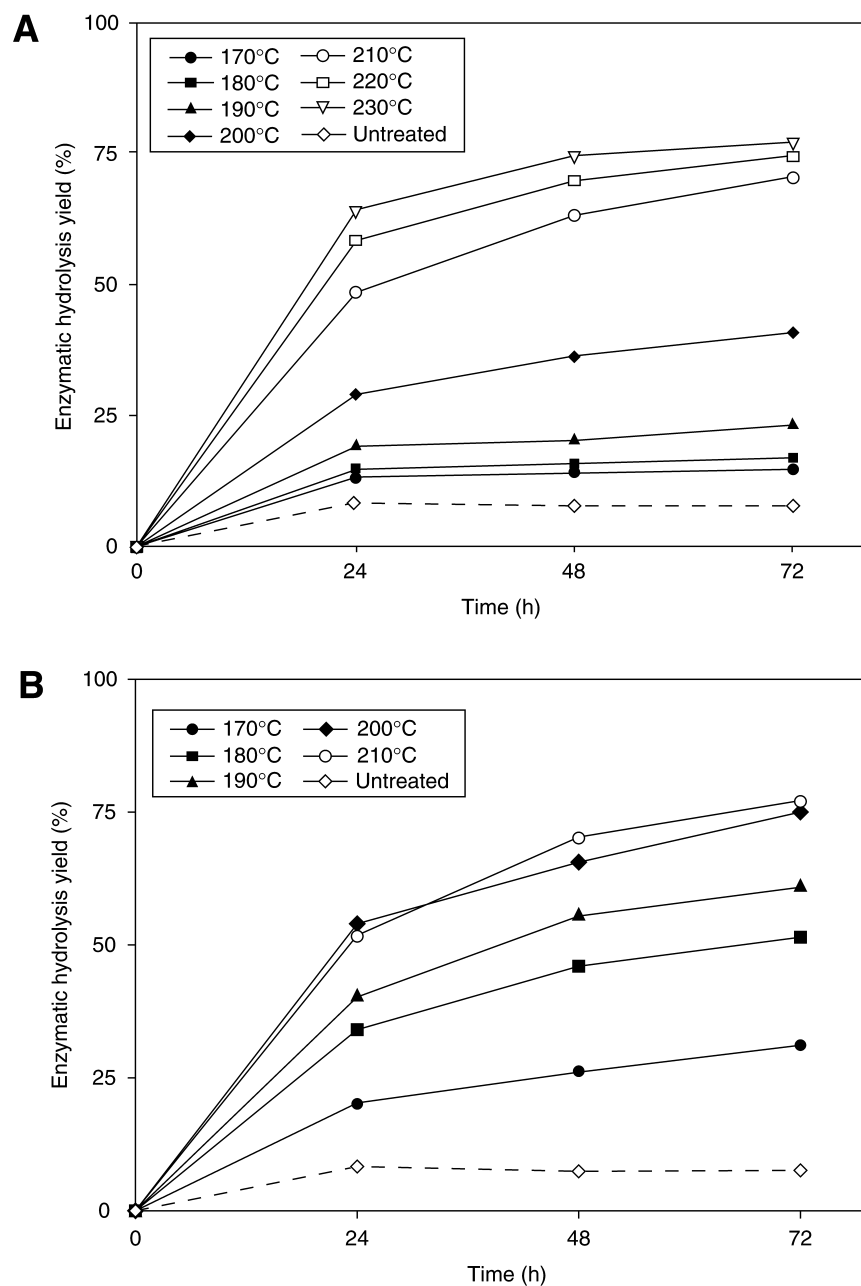 A
100
75
50
25
0
Enzymatic hydrolysis yield (%)
170°C 210°C
180°C 220°C
190°C 230°C
200°C Untreated
0 24 48 72
Time (h)
B
100
75
50
25
0
Enzymatic hydrolysis yield (%)
170°C 200°C
180°C 210°C
190°C Untreated
0 24 48 72
Time (h)